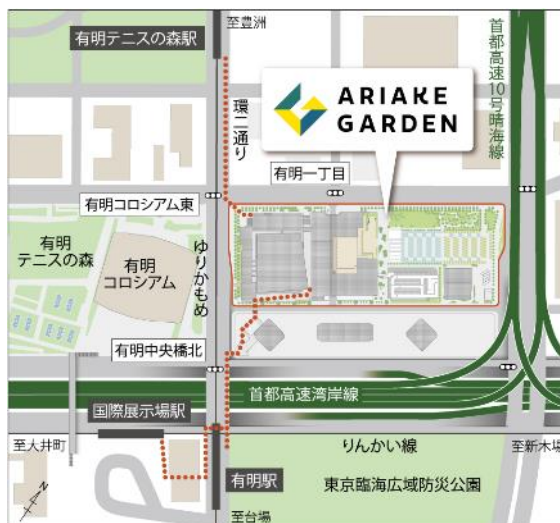 至豊洲
有明テニスの森駅
首都高速10号晴海線
環二通り
ARIAKE
GARDEN
有明一丁目
有明コロシアム東
有明
テニスの森
有明
コロシアム
ゆりかもめ
有明中央橋北
首都高速湾岸線
国際展示場駅
至大井町
りんかい線
至新木場
有明駅
東京臨海広域防災公園
N
至台場